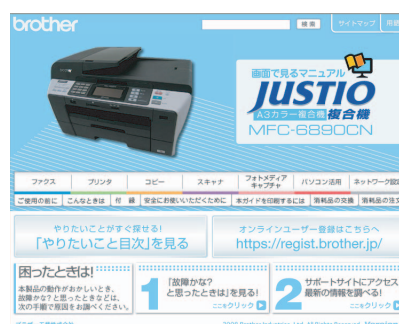 brother
検索
サイトマップ
画面で見るマニュアル
JUSTIO
A3カラー複合機 複合機
MFC-6890CN
ファクス
プリンタ
コピー
スキャナ
フォトメディア
キャプチャ
パソコン活用
ネットワーク設定
ご使用の前に
こんなときは
付 録
安全にお使いいただくために
本ガイドを印刷するには
消耗品の交換
消耗品の注文
やりたいことがすぐ探せる!
「やりたいこと目次」を見る
オンラインユーザー登録はこちらへ
https://regist.brother.jp/
困ったときは!
本製品の動作がおかしいとき、
故障かな?と思ったときなどは、
次の手順で原因をお調べください。
1
「故障かな?
と思ったときは」を見る!
ここをクリック
2
サポートサイトにアクセス
最新の情報を調べる!
ここをクリック